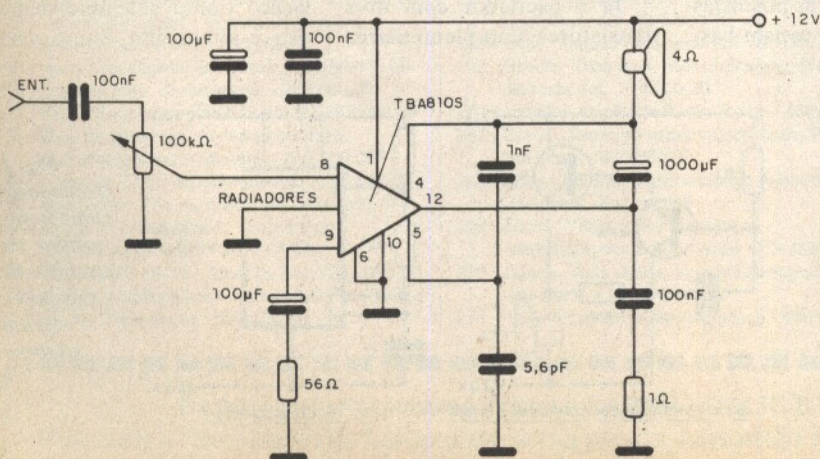 + 12V
100µF
100nF
4Ω
ENT.
100nF
TBA810S
100kΩ
1
8
4
1nF
1000µF
RADIADORES
12
9
10
5
6
100µF
100nF
56Ω
5,6pF
1Ω